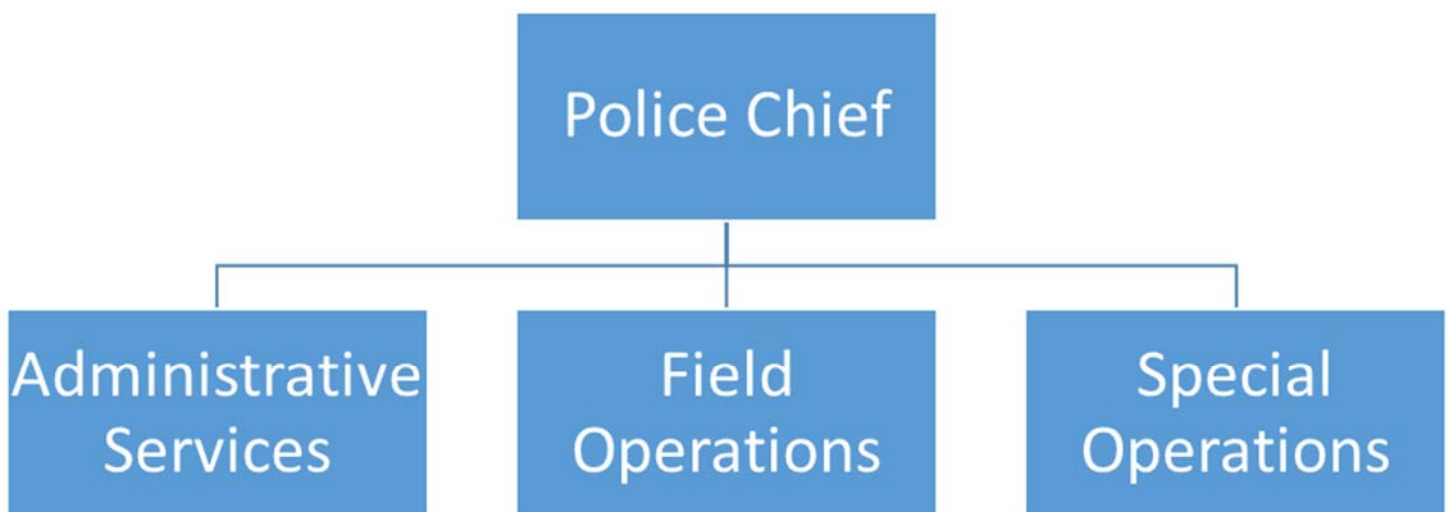 Police Chief
Administrative
Services
Field
Operations
Special
Operations